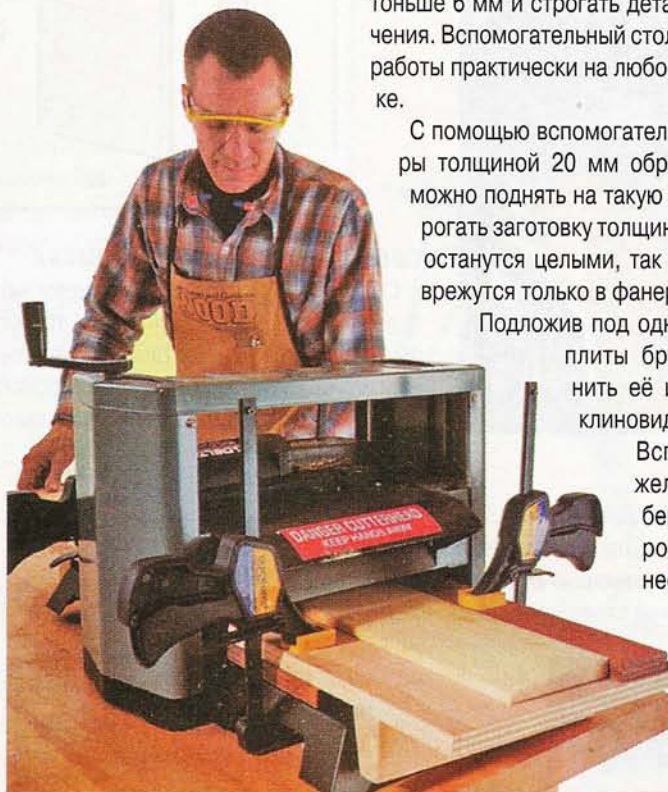 тоньше 6 мм и строгать дета
чения. Вспомогательный стол
работы практически на любо
ке.
С помощью вспомогател
ры толщиной 20 мм обр
можно поднять на такую
рогать заготовку толщин
останутся целыми, так
врежутся только в фанер
Подложив под одн
плиты бр
нить её и
клиновид
Всп
жел
бер
ро
не
DANGER CUTTERHEAD
KEEP HANDS AWAY